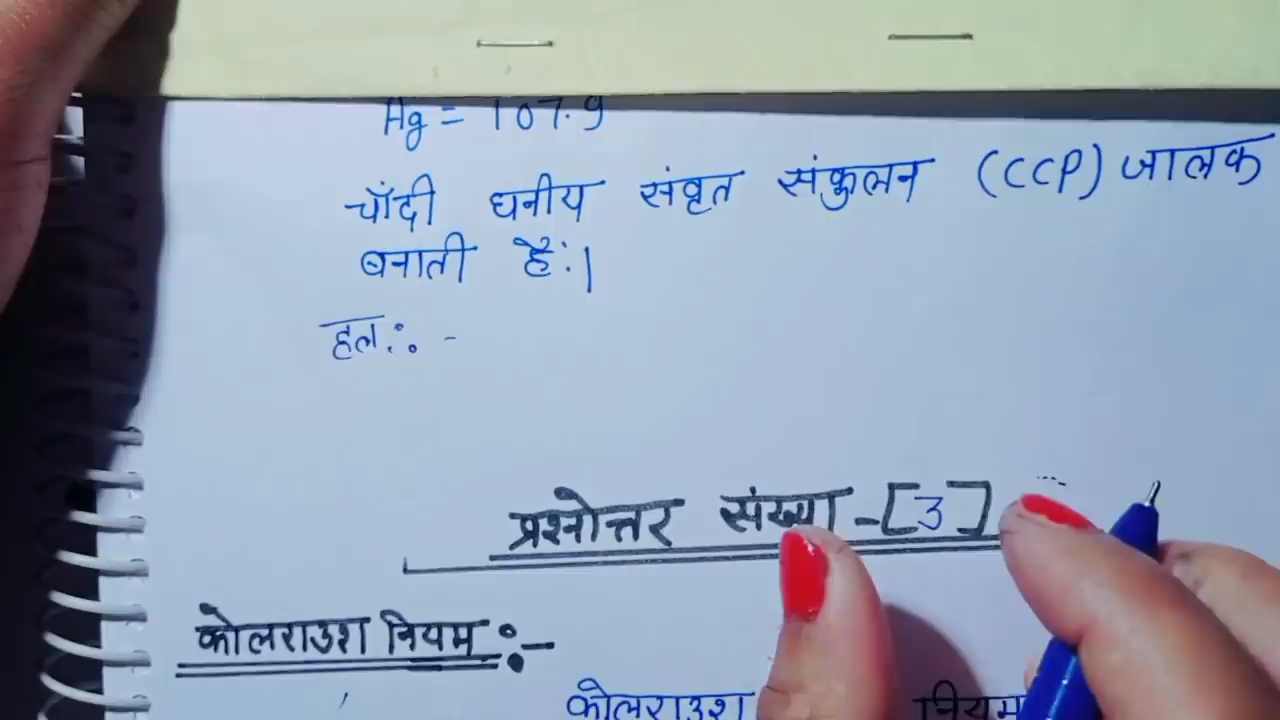 Ag = 107.9
चाँदी घनीय संवृत संकुलन (CCP) जालक
बनाती हैं:।
हल:. -
प्रश्नोत्तर संख्या -[3]
कोलराउश नियम :-
कोलराउश नियम